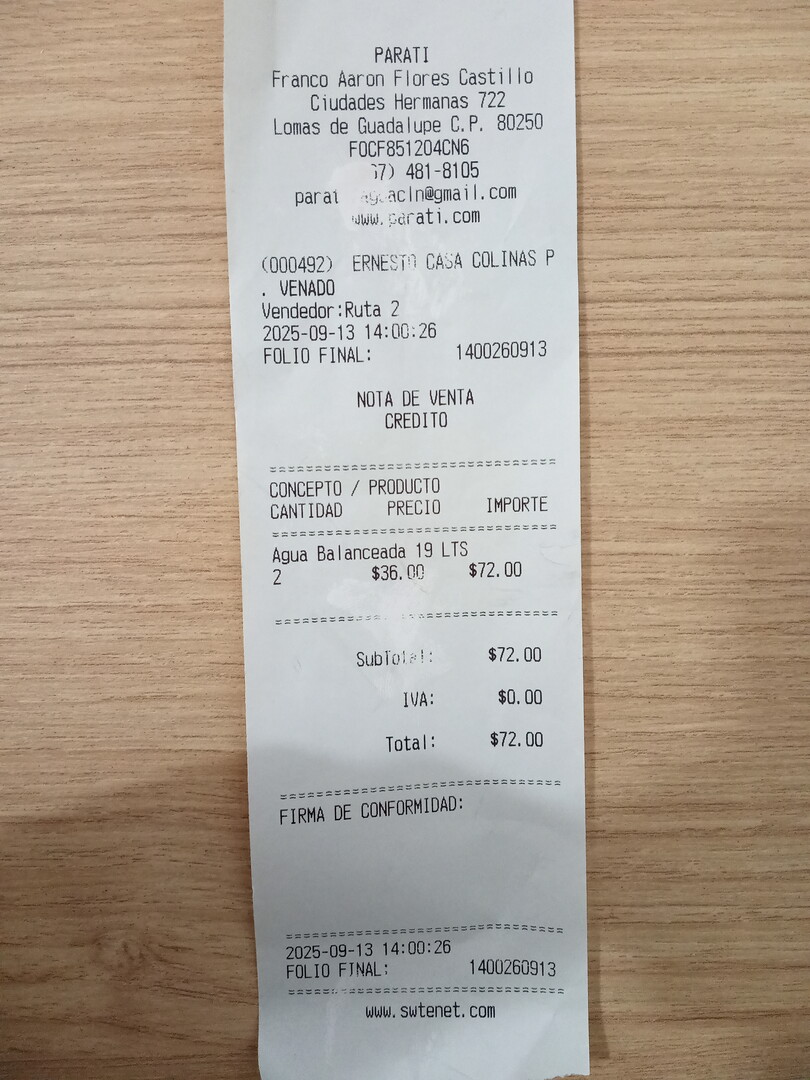 PARATI
Franco Aaron Flores Castillo
Ciudades Hermanas 722
Lomas de Guadalupe C.P. 80250
FOCF851204CN6
7) 481-8105
www.parati.com
(000492) ERNESTO CASA COLINAS P
. VENADO
Vendedor:Ruta 2
2025-09-13 14:00:26
FOLIO FINAL: 1400260913
NOTA DE VENTA
CREDITO
CONCEPTO / PRODUCTO
CANTIDAD PRECIO IMPORTE
Agua Balanceada 19 LTS
2 $36.00 $72.00
SubTotal: $72.00
IVA: $0.00
Total: $72.00
FIRMA DE CONFORMIDAD:
2025-09-13 14:00:26
FOLIO FINAL: 1400260913
www.swtenet.com